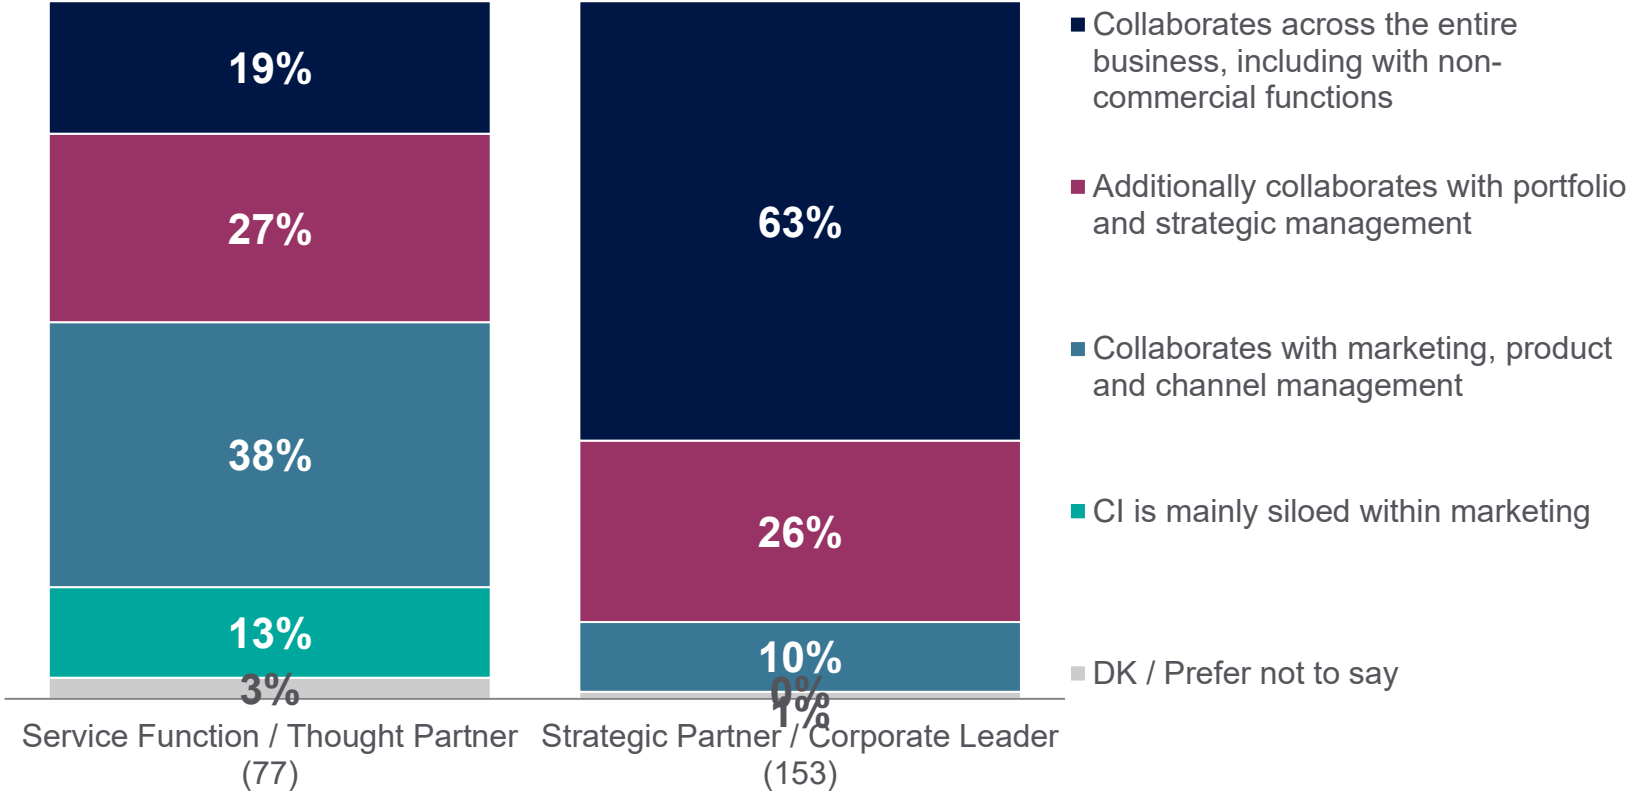 19%
27%
38%
13%
3%
Service Function / Thought Partner
(77)
63%
26%
10%
0%
1%
Strategic Partner / Corporate Leader
(153)
Collaborates across the entire
business, including with non-
commercial functions
Additionally collaborates with portfolio
and strategic management
Collaborates with marketing, product
and channel management
CI is mainly siloed within marketing
DK / Prefer not to say